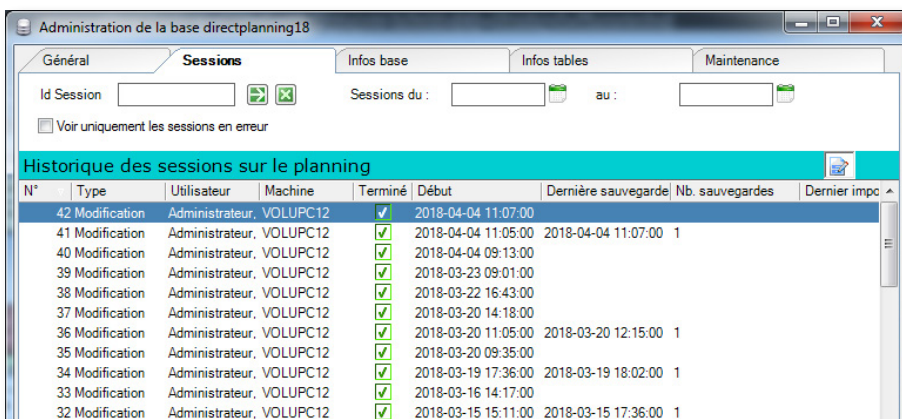 Administration de la base directplanning18
Général Sessions Infos base Infos tables Maintenance
Id Session Sessions du : au :
Voir uniquement les sessions en erreur
Historique des sessions sur le planning
N° Type Utilisateur Machine Terminé Début Dernière sauvegarde Nb. sauvegardes Dernier impo
42 Modification Administrateur, VOLUPC12 2018-04-04 11:07:00
41 Modification Administrateur, VOLUPC12 2018-04-04 11:05:00 2018-04-04 11:07:00 1
40 Modification Administrateur, VOLUPC12 2018-04-04 09:13:00
39 Modification Administrateur, VOLUPC12 2018-03-23 09:01:00
38 Modification Administrateur, VOLUPC12 2018-03-22 16:43:00
37 Modification Administrateur, VOLUPC12 2018-03-20 14:18:00
36 Modification Administrateur, VOLUPC12 2018-03-20 11:05:00 2018-03-20 12:15:00 1
35 Modification Administrateur, VOLUPC12 2018-03-20 09:35:00
34 Modification Administrateur, VOLUPC12 2018-03-19 17:36:00 2018-03-19 18:02:00 1
33 Modification Administrateur, VOLUPC12 2018-03-16 14:17:00
32 Modification Administrateur, VOLUPC12 2018-03-15 15:11:00 2018-03-15 17:36:00 1